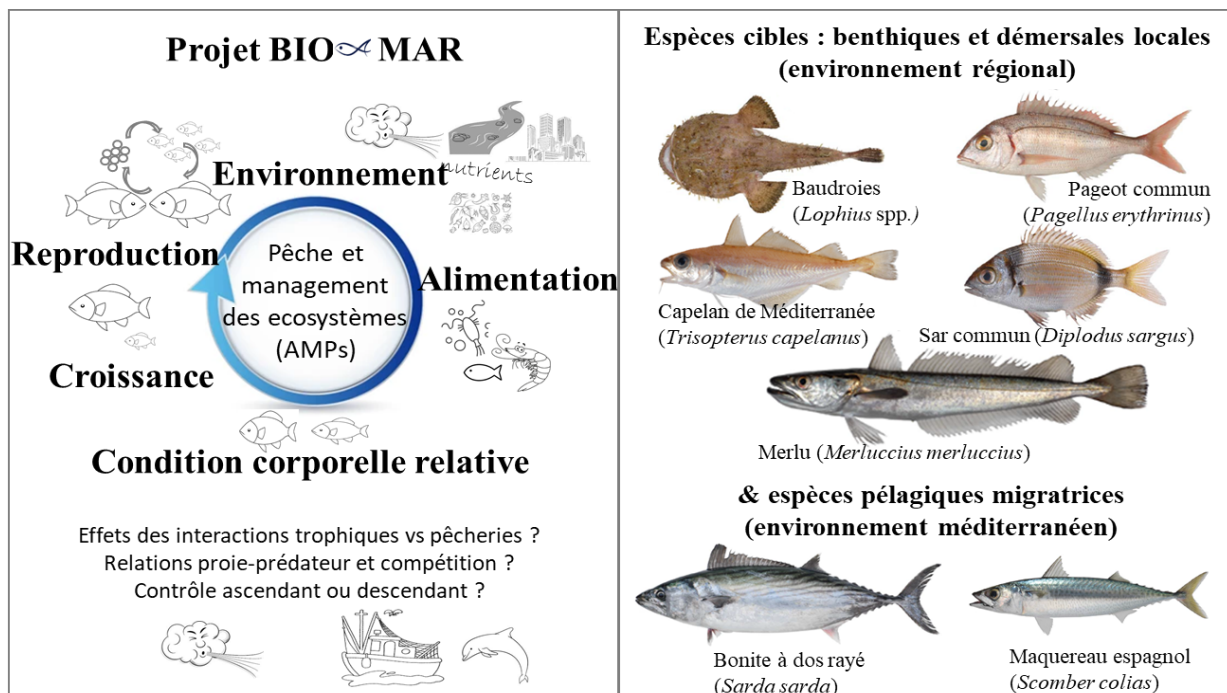 Projet BIO MAR
Environnement
nutrients
Reproduction
Pêche et
management
des ecosystèmes
(AMPs)
Alimentation
Croissance
Condition corporelle relative
Effets des interactions trophiques vs pêcheries ?
Relations proie-prédateur et compétition ?
Contrôle ascendant ou descendant ?
Espèces cibles : benthiques et démersales locales
(environnement régional)
Baudroies
(Lophius spp.)
Pageot commun
(Pagellus erythrinus)
Capelan de Méditerranée
(Trisopterus capelanus)
Sar commun (Diplodus sargus)
Merlu (Merluccius merluccius)
& espèces pélagiques migratrices
(environnement méditerranéen)
Bonite à dos rayé
(Sarda sarda)
Maquereau espagnol
(Scomber colias)